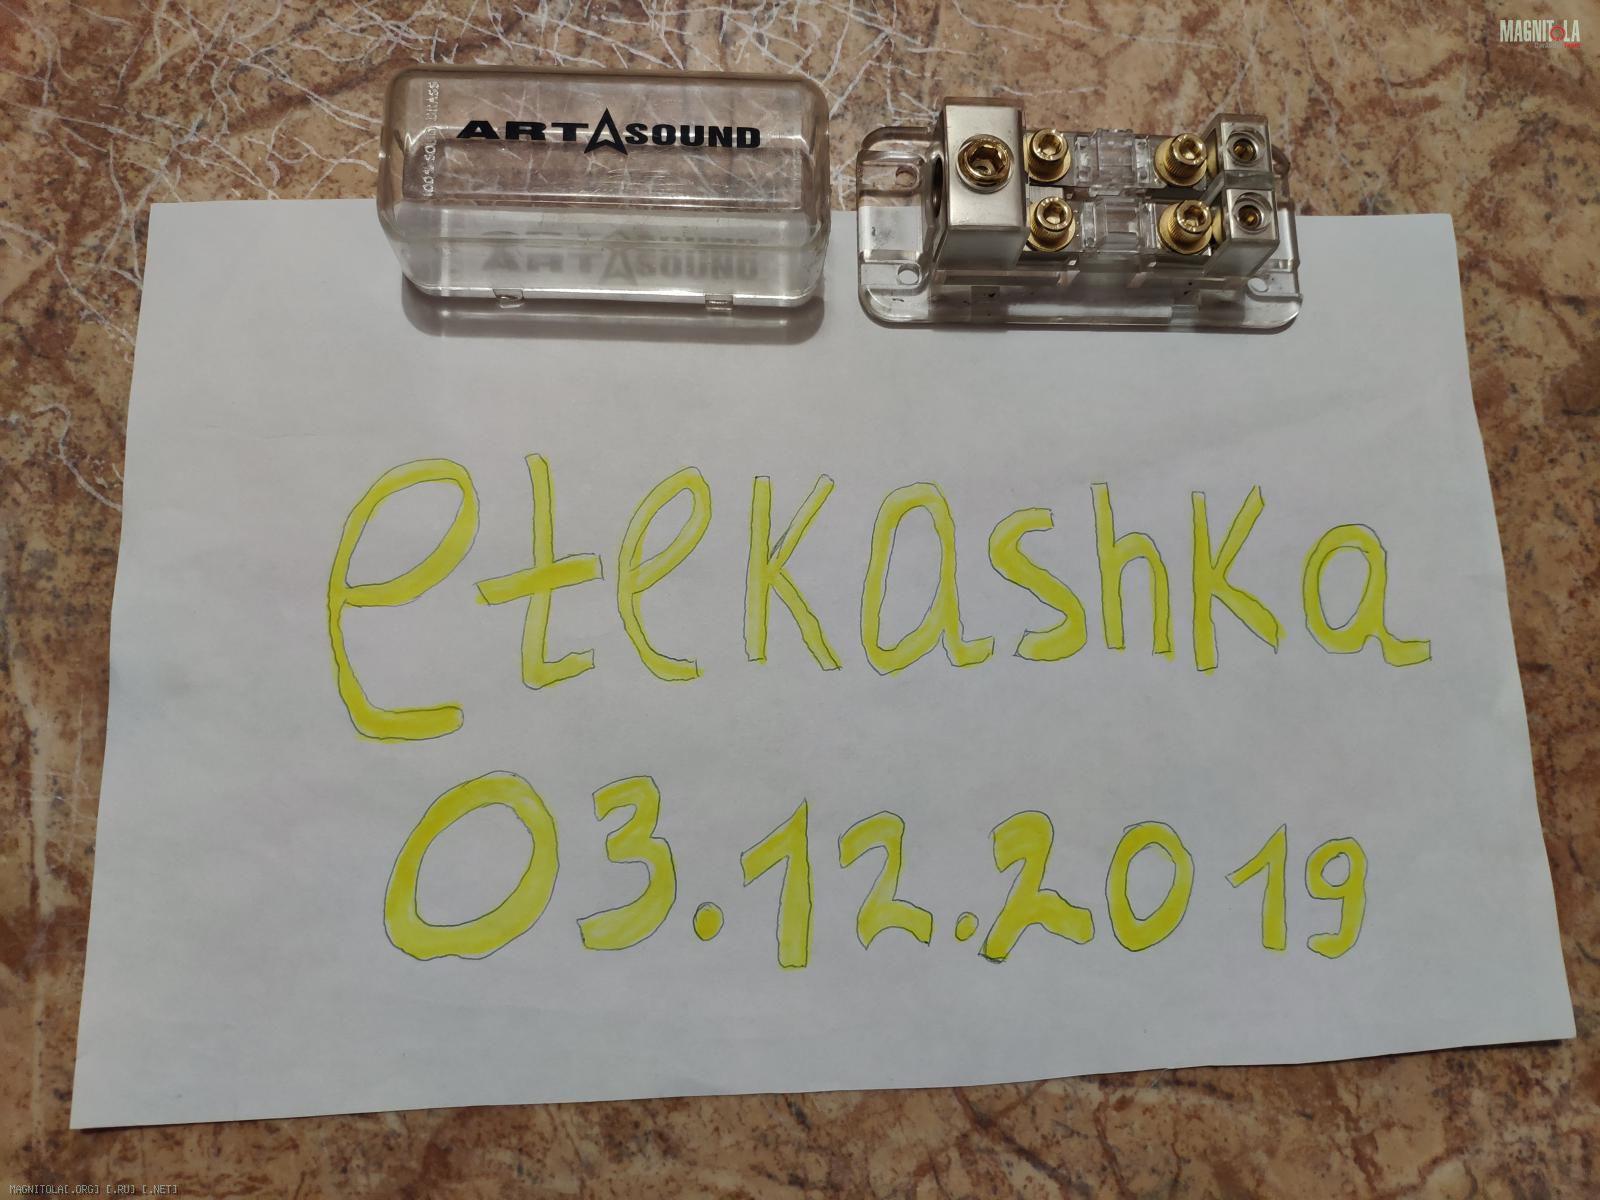 MAGNITOLA
100% SOLID BRASS
ART SOUND
etekashka
03.12.2019
MAGNITOLA[.ORG] [.RU] [.NET]